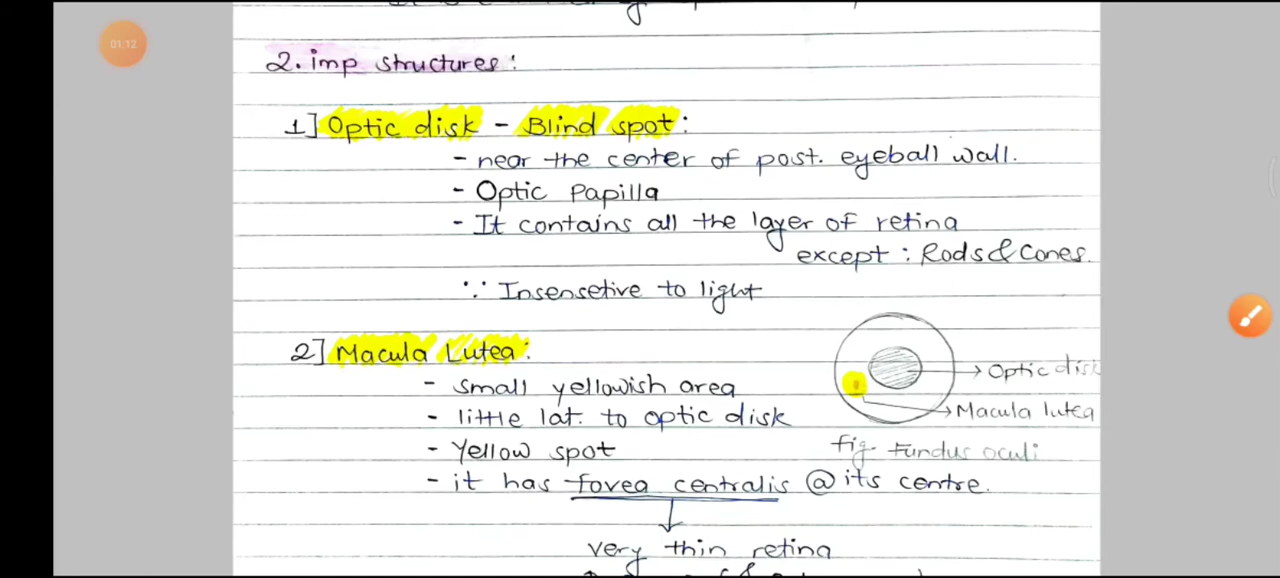 01:12
2. imp structures:
1] Optic disk - Blind spot:
- near the center of post. eyeball wall.
- Optic Papilla
- It contains all the layer of retina
except : Rods & Cones.
∵ Insensetive to light
2] Macula Lutea:
- small yellowish area
- little lat. to optic disk
- Yellow spot
- it has fovea centralis @ its centre.
Optic disk
Macula lutea
fig. Fundus oculi
very thin retina